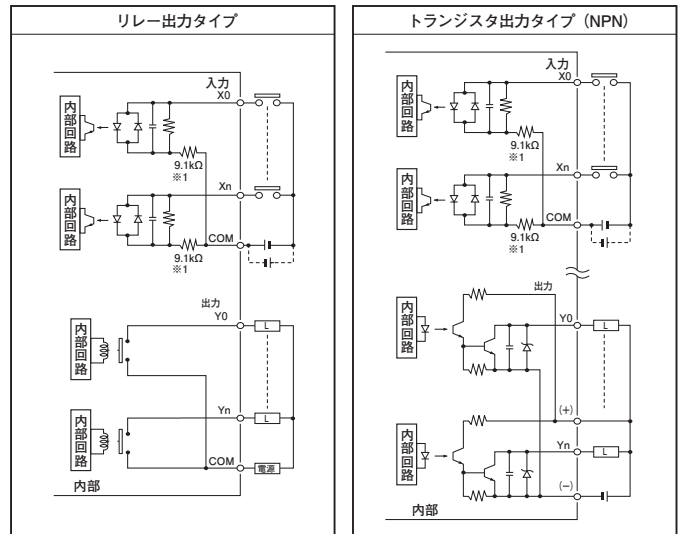 リレー出力タイプ
入力
X0
内部回路
9.1kΩ
※1
Xn
内部回路
COM
9.1kΩ
※1
出力
Y0
L
内部回路
Yn
L
内部回路
COM
電源
内部
トランジスタ出力タイプ（NPN）
入力
X0
内部回路
9.1kΩ
※1
Xn
内部回路
COM
9.1kΩ
※1
出力
Y0
L
内部回路
(+)
Yn
L
内部回路
(−)
内部